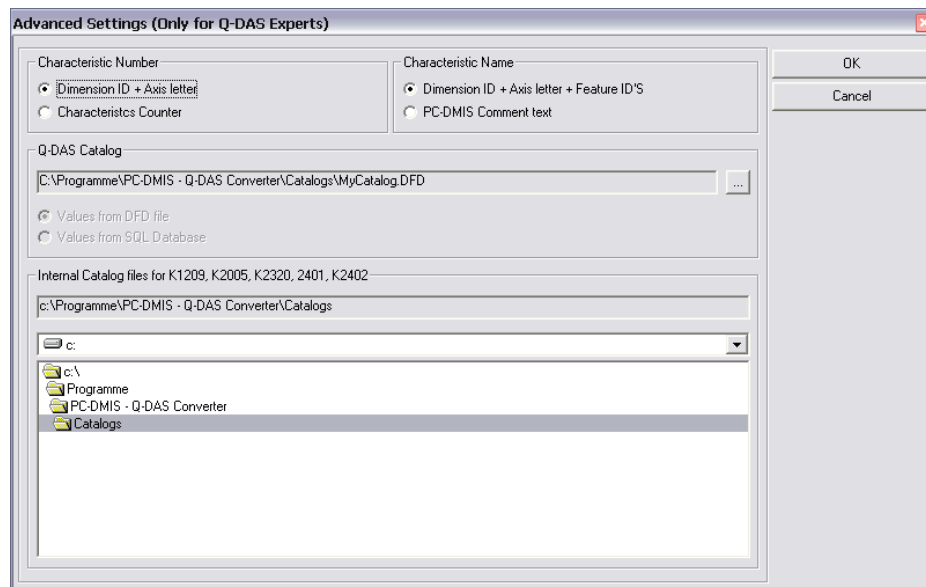 Advanced Settings (Only for Q-DAS Experts)
Characteristic Number
Dimension ID + Axis letter
Characteristcs Counter
Characteristic Name
Dimension ID + Axis letter + Feature ID'S
PC-DMIS Comment text
OK
Cancel
Q-DAS Catalog
C:\Programme\PC-DMIS - Q-DAS Converter\Catalogs\MyCatalog.DFD
...
Values from DFD file
Values from SQL Database
Internal Catalog files for K1209, K2005, K2320, 2401, K2402
c:\Programme\PC-DMIS - Q-DAS Converter\Catalogs
c:
c:\
Programme
PC-DMIS - Q-DAS Converter
Catalogs